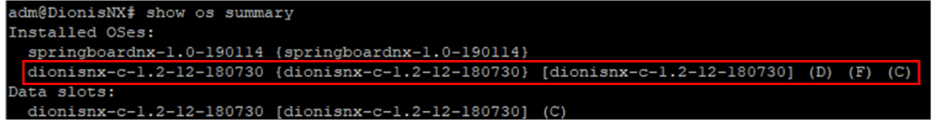 adm@DionisNX# show os summary
Installed OSes:
  springboardnx-1.0-190114 {springboardnx-1.0-190114}
  dionisnx-c-1.2-12-180730 {dionisnx-c-1.2-12-180730} [dionisnx-c-1.2-12-180730] (D) (F) (C)
Data slots:
  dionisnx-c-1.2-12-180730 [dionisnx-c-1.2-12-180730] (C)